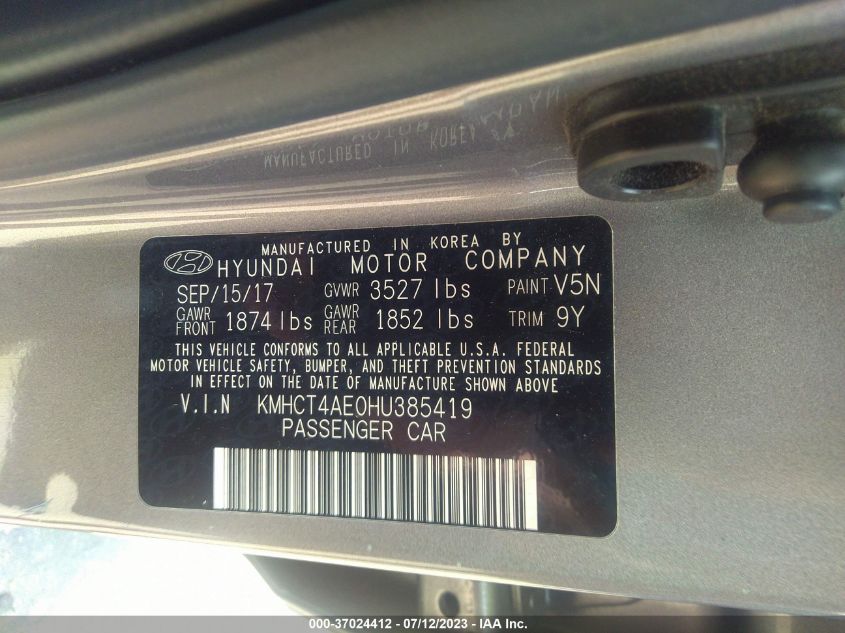 MANUFACTURED IN KOREA BY
HYUNDAI MOTOR COMPANY
SEP/15/17 GVWR 3527 lbs PAINT V5N
GAWR FRONT 1874 lbs GAWR REAR 1852 lbs TRIM 9Y
THIS VEHICLE CONFORMS TO ALL APPLICABLE U.S.A. FEDERAL
MOTOR VEHICLE SAFETY, BUMPER, AND THEFT PREVENTION STANDARDS
IN EFFECT ON THE DATE OF MANUFACTURE SHOWN ABOVE
V.I.N KMHCT4AE0HU385419
PASSENGER CAR
000-37024412 - 07/12/2023 - IAA Inc.